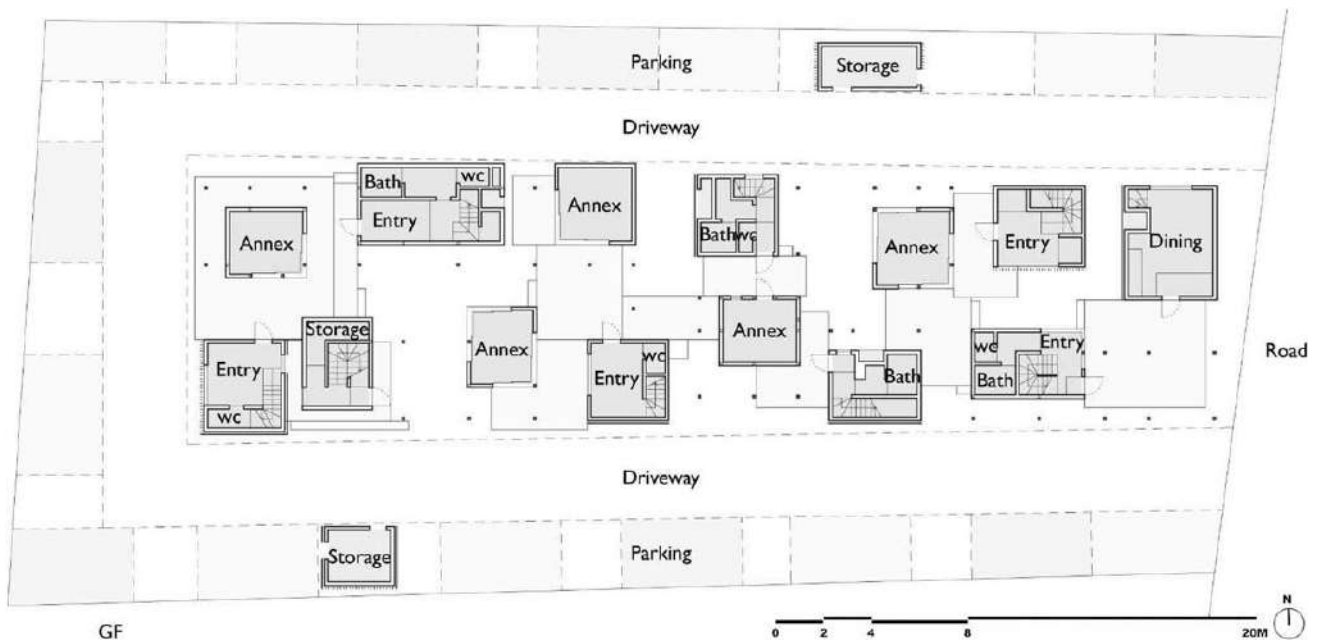 Parking
Storage
Driveway
Bath
wc
Annex
Entry
Annex
Bath
wc
Annex
Entry
Dining
Storage
Entry
wc
Annex
Entry
wc
Annex
Bath
wc
Entry
Bath
Road
Driveway
Storage
Parking
GF
0 2 4 8 20M
N